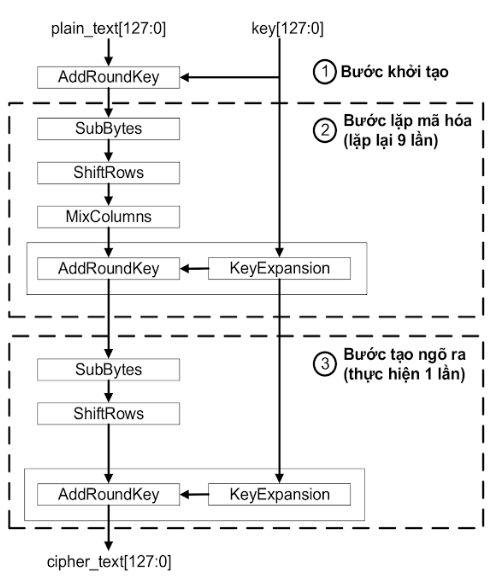 plain_text[127:0]
key[127:0]
AddRoundKey
1 Bước khởi tạo
SubBytes
2 Bước lặp mã hóa
(lặp lại 9 lần)
ShiftRows
MixColumns
AddRoundKey
KeyExpansion
3 Bước tạo ngõ ra
(thực hiện 1 lần)
SubBytes
ShiftRows
AddRoundKey
KeyExpansion
cipher_text[127:0]